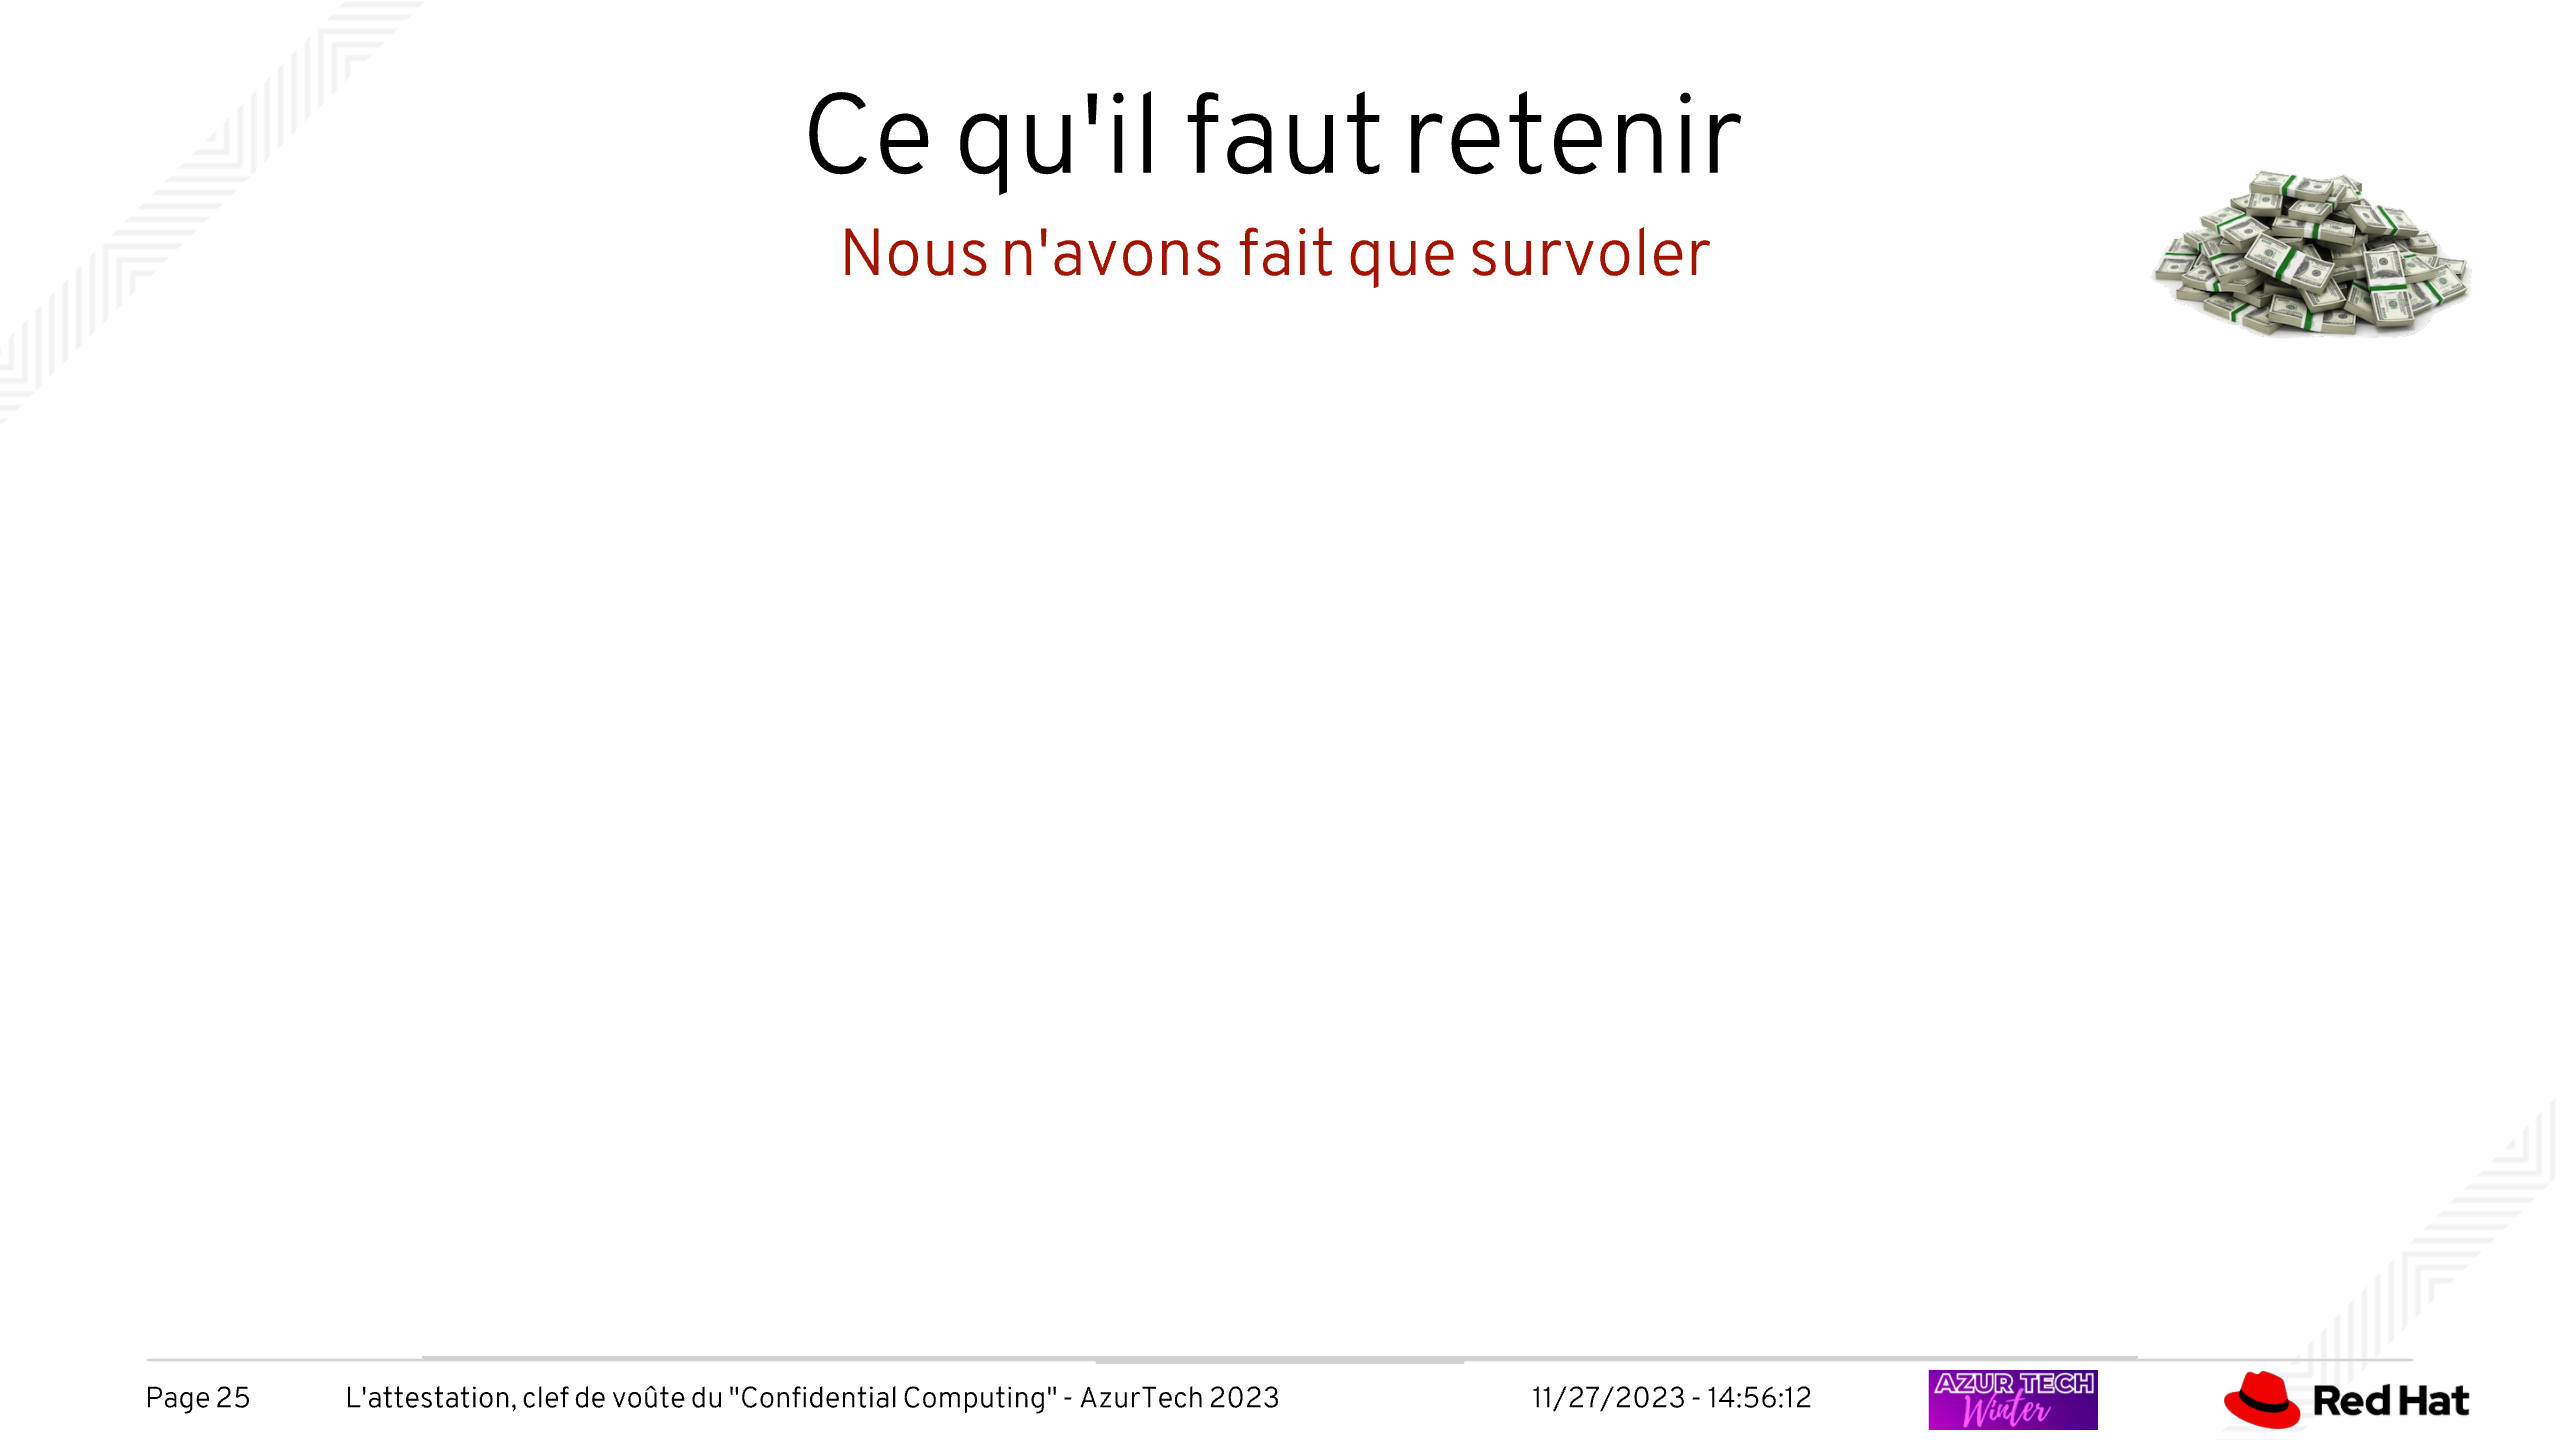 Ce qu'il faut retenir
Nous n'avons fait que survoler
Page 25
L'attestation, clef de voûte du "Confidential Computing" - AzurTech 2023
11/27/2023 - 14:56:12
AZUR TECH
Winter
Red Hat